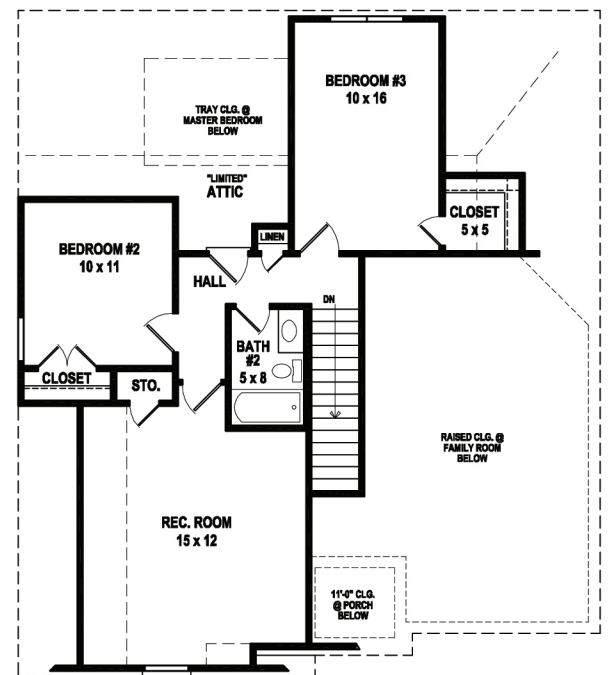 BEDROOM #3
10 x 16
TRAY CLG. @
MASTER BEDROOM
BELOW
"LIMITED"
ATTIC
CLOSET
5 x 5
LINEN
BEDROOM #2
10 x 11
HALL
DN
BATH
#2
5 x 8
CLOSET
STO.
RAISED CLG. @
FAMILY ROOM
BELOW
REC. ROOM
15 x 12
11'-0" CLG.
@ PORCH
BELOW